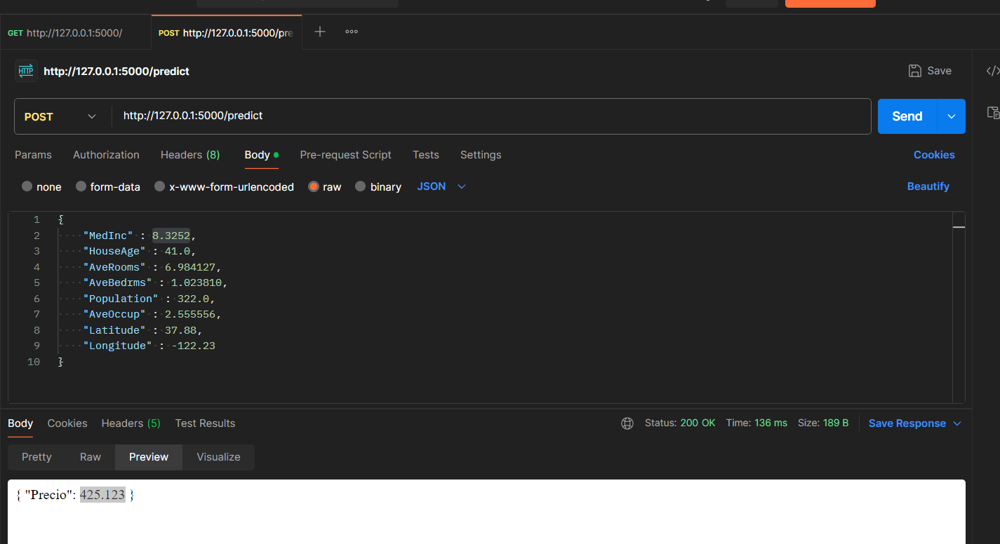 GET http://127.0.0.1:5000/
POST http://127.0.0.1:5000/pre
HTTP http://127.0.0.1:5000/predict
Save
POST http://127.0.0.1:5000/predict
Send
Params Authorization Headers (8) Body Pre-request Script Tests Settings Cookies
none form-data x-www-form-urlencoded raw binary JSON Beautify
1 {
2 "MedInc" : 8.3252,
3 "HouseAge" : 41.0,
4 "AveRooms" : 6.984127,
5 "AveBedrms" : 1.023810,
6 "Population" : 322.0,
7 "AveOccup" : 2.555556,
8 "Latitude" : 37.88,
9 "Longitude" : -122.23
10 }
Body Cookies Headers (5) Test Results Status: 200 OK Time: 136 ms Size: 189 B Save Response
Pretty Raw Preview Visualize
{ "Precio": 425.123 }